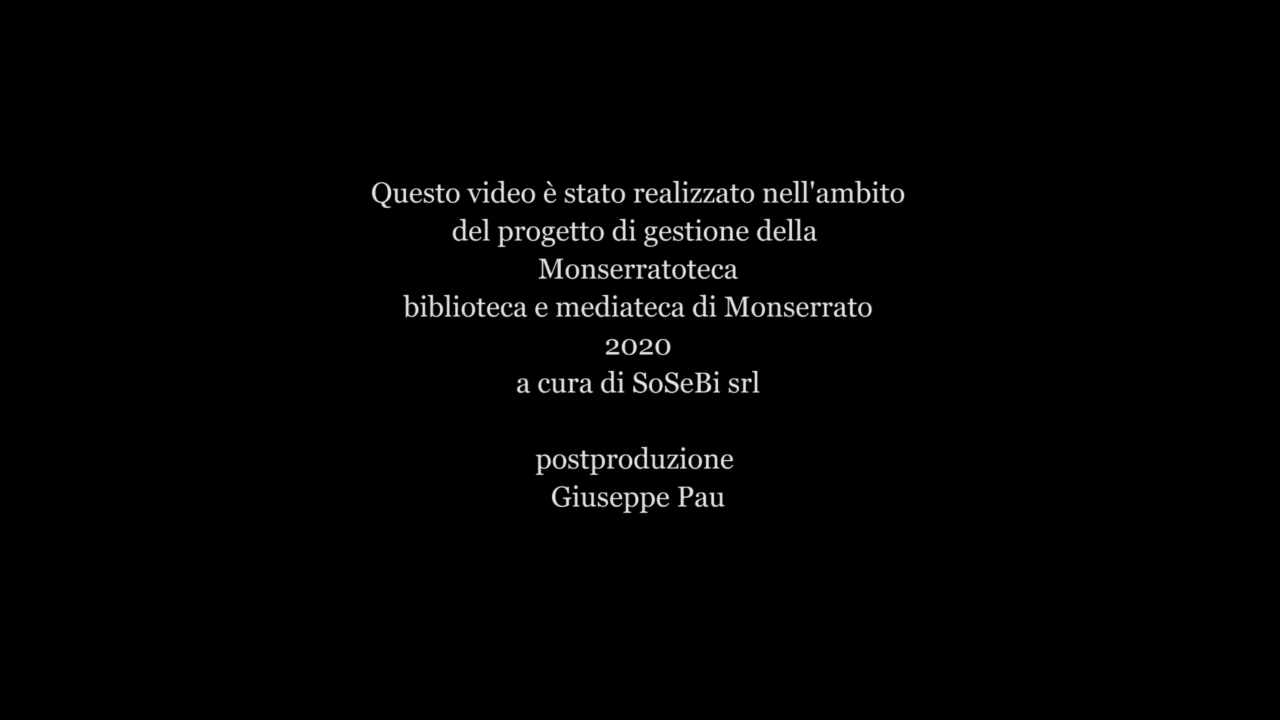 Questo video è stato realizzato nell'ambito
del progetto di gestione della
Monserratoteca
biblioteca e mediateca di Monserrato
2020
a cura di SoSeBi srl
postproduzione
Giuseppe Pau